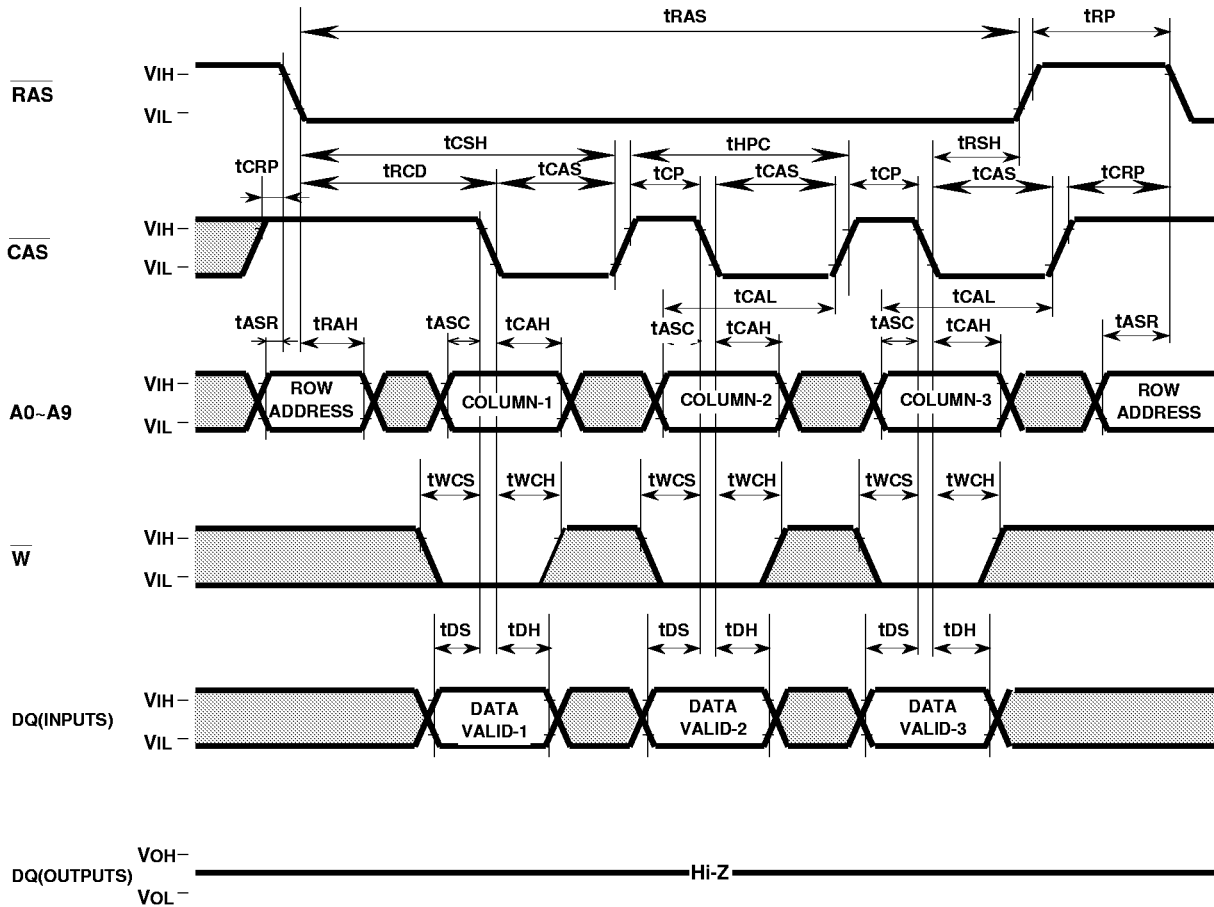 tRAS
tRP
RAS
VIH
VIL
tCSH
tHPC
tRSH
tCRP
tRCD
tCAS
tCP
tCAS
tCP
tCAS
tCRP
CAS
VIH
VIL
tCAL
tCAL
tASR
tRAH
tASC
tCAH
tASC
tCAH
tASC
tCAH
tASR
A0~A9
VIH
VIL
ROW
ADDRESS
COLUMN-1
COLUMN-2
COLUMN-3
ROW
ADDRESS
tWCS
tWCH
tWCS
tWCH
tWCS
tWCH
W
VIH
VIL
tDS
tDH
tDS
tDH
tDS
tDH
DQ(INPUTS)
VIH
VIL
DATA
VALID-1
DATA
VALID-2
DATA
VALID-3
DQ(OUTPUTS)
VOH
VOL
Hi-Z